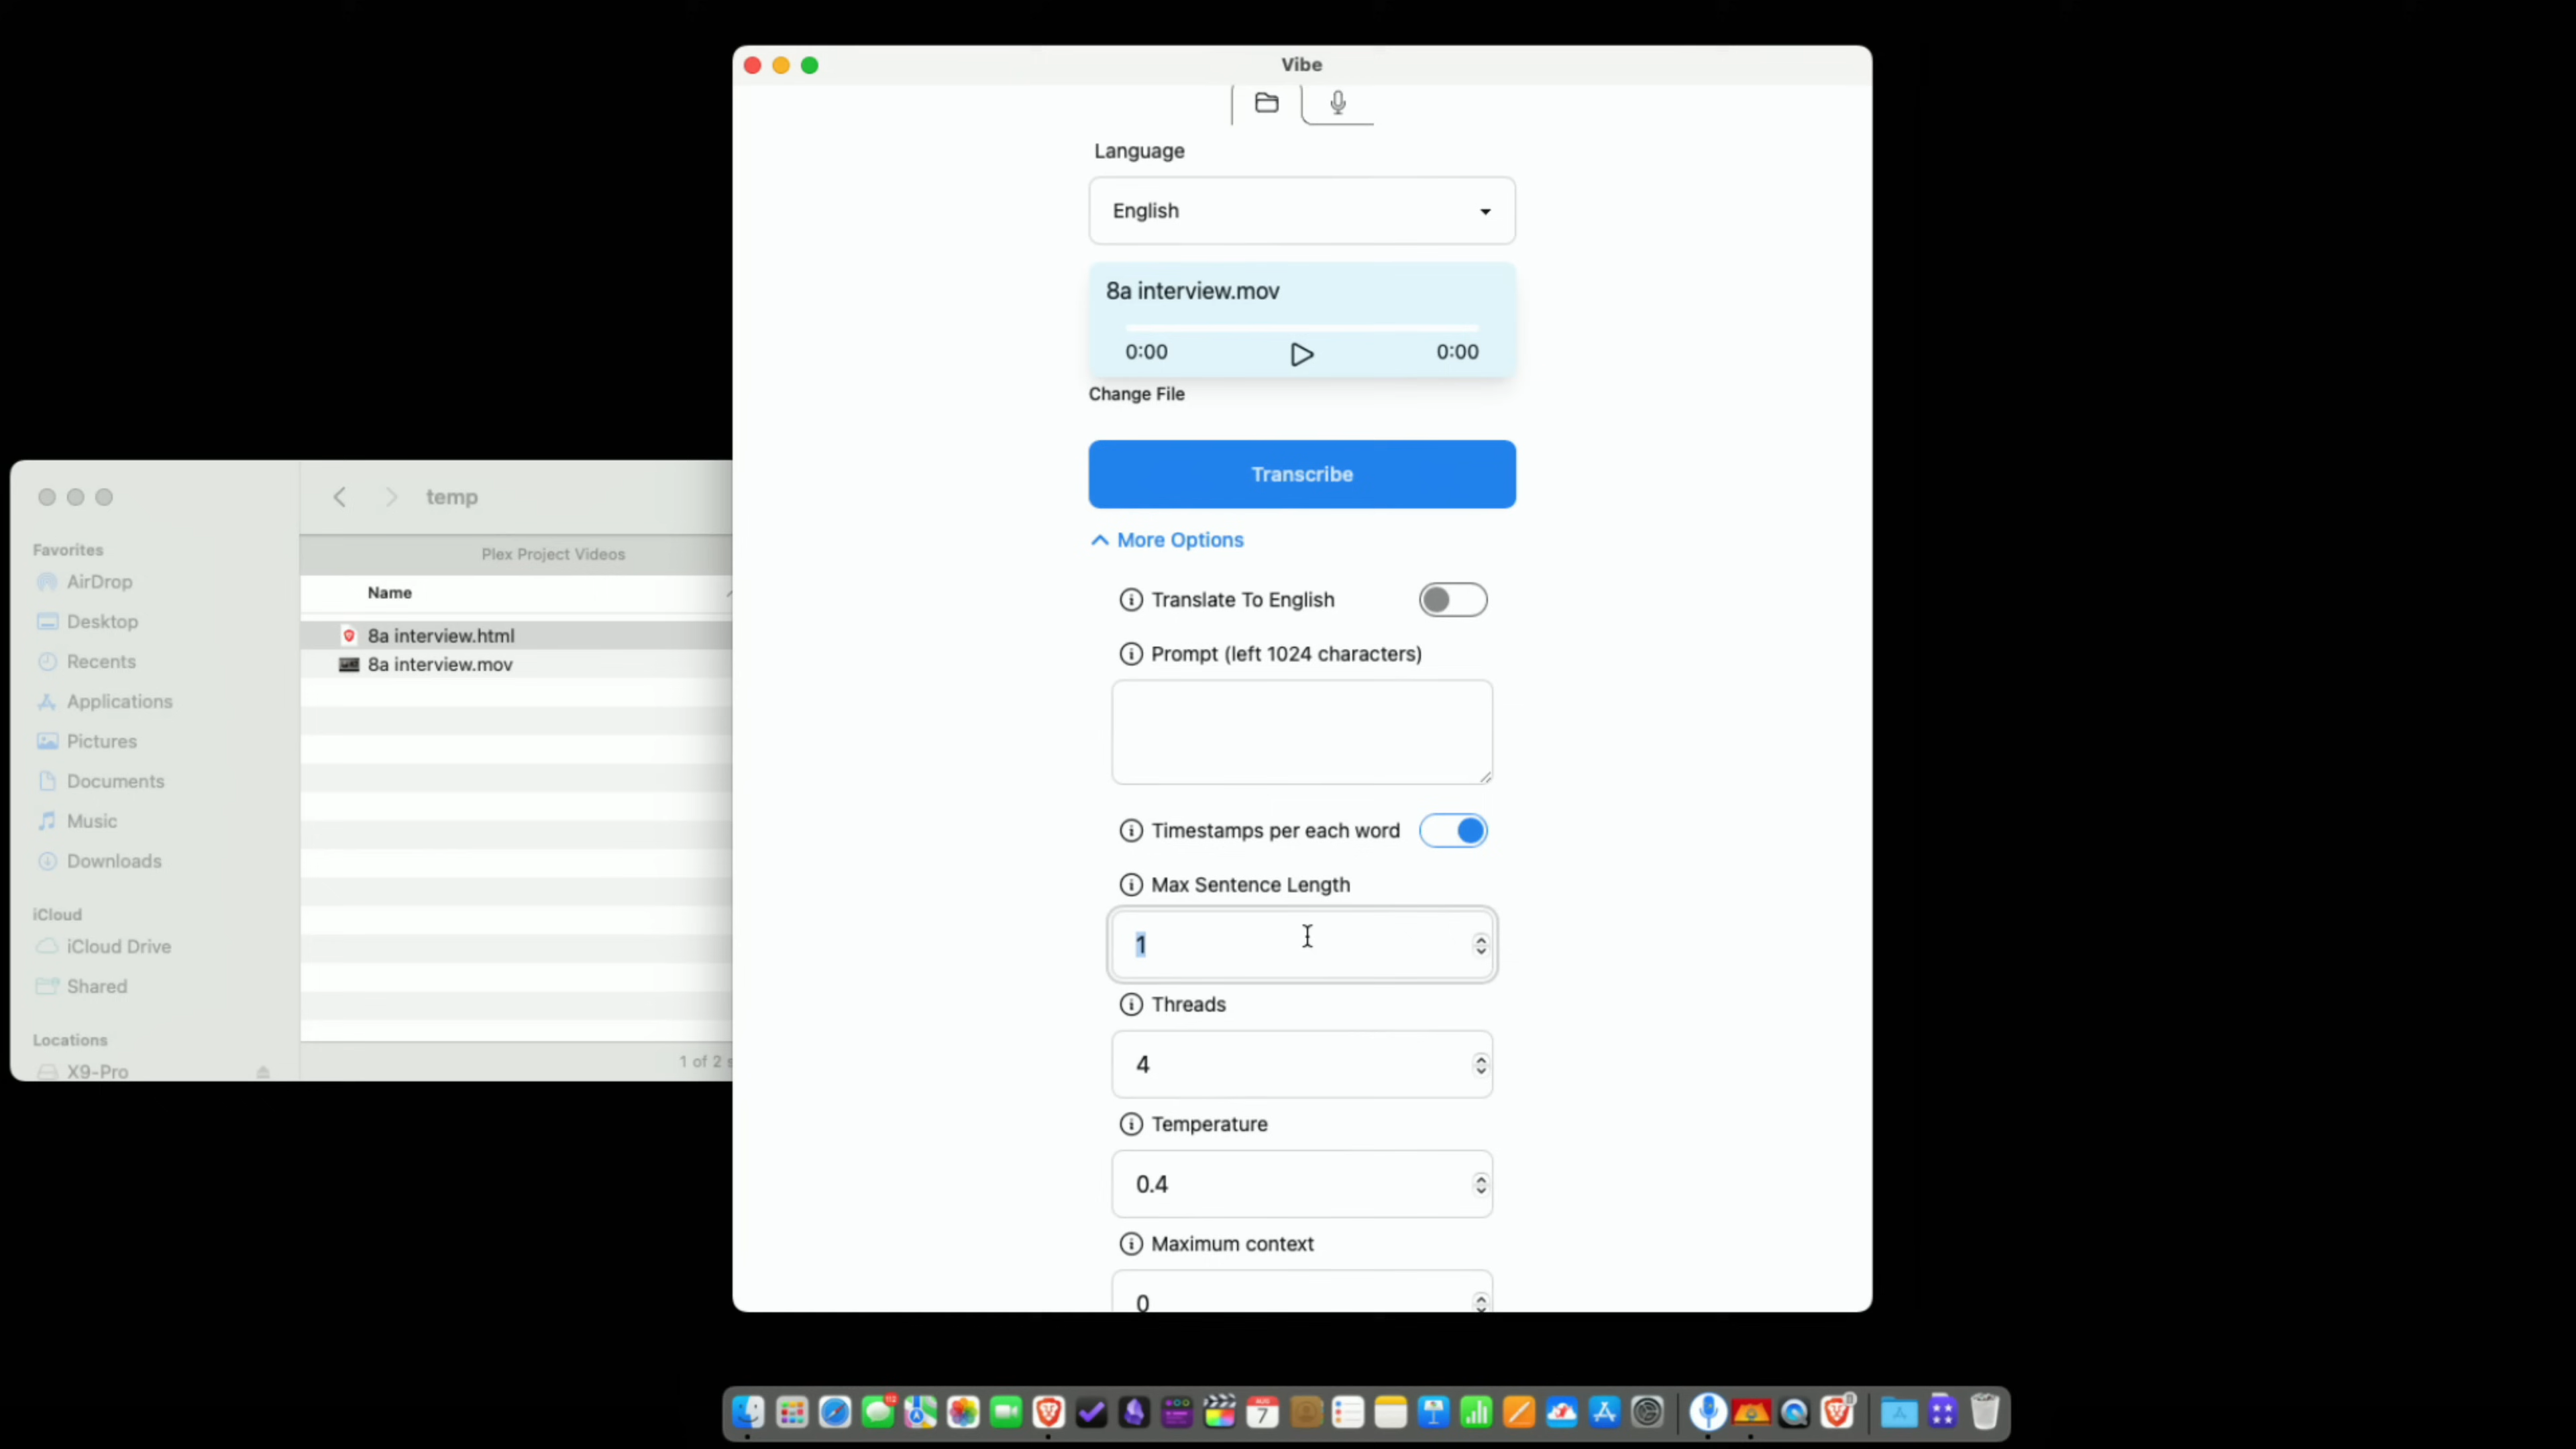 Vibe
Language
English
8a interview.mov
0:00
0:00
Change File
Transcribe
More Options
Translate To English
Prompt (left 1024 characters)
Timestamps per each word
Max Sentence Length
1
Threads
4
Temperature
0.4
Maximum context
0
temp
Favorites
AirDrop
Desktop
Recents
Applications
Pictures
Documents
Music
Downloads
iCloud
iCloud Drive
Shared
Locations
X9-Pro
Plex Project Videos
Name
8a interview.html
8a interview.mov
1 of 2 s
AUG
7